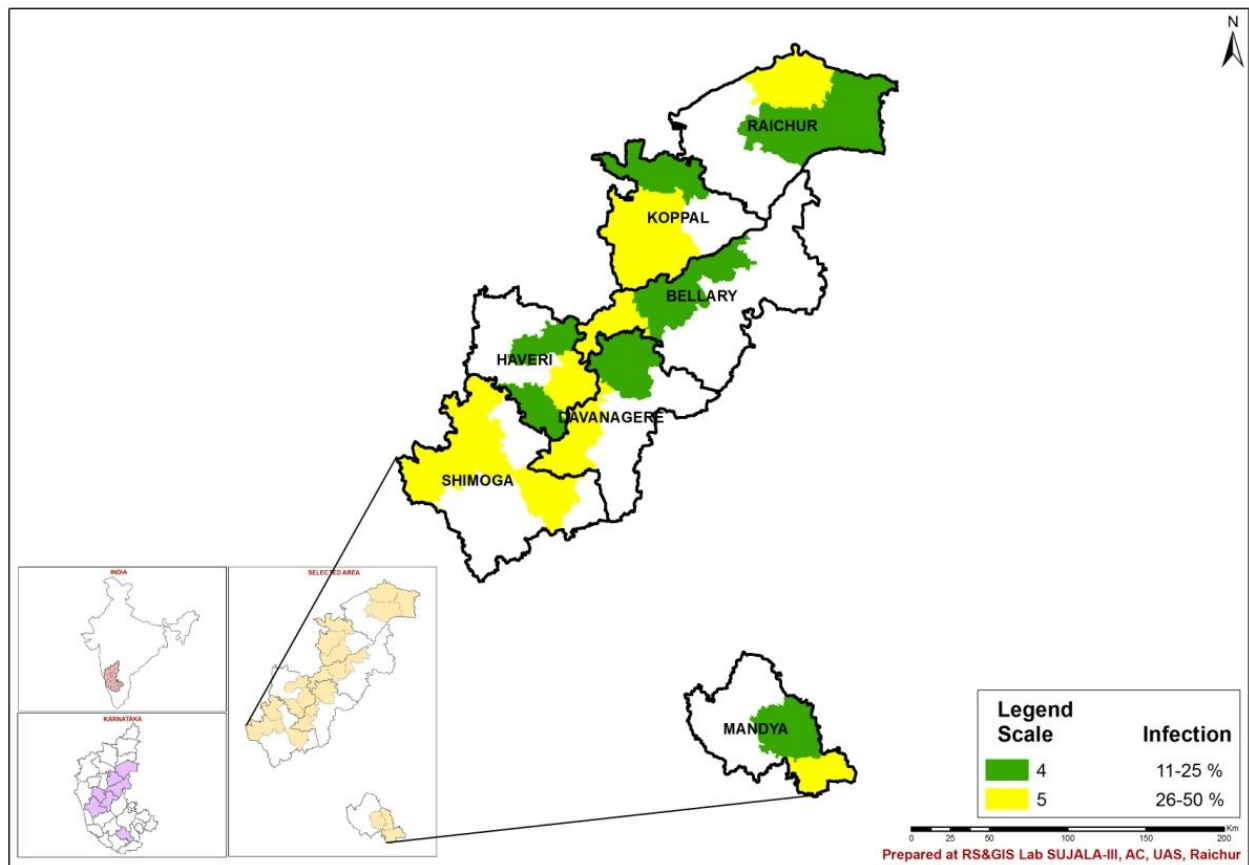 N
RAICHUR
KOPPAL
BELLARY
HAVERI
DAVANAGERE
SHIMOGA
INDIA
SELECTED AREA
KARNATAKA
MANDYA
Legend
Scale Infection
4 11-25 %
5 26-50 %
Km
0 25 50 100 150 200
Prepared at RS&GIS Lab SUJALA-III, AC, UAS, Raichur